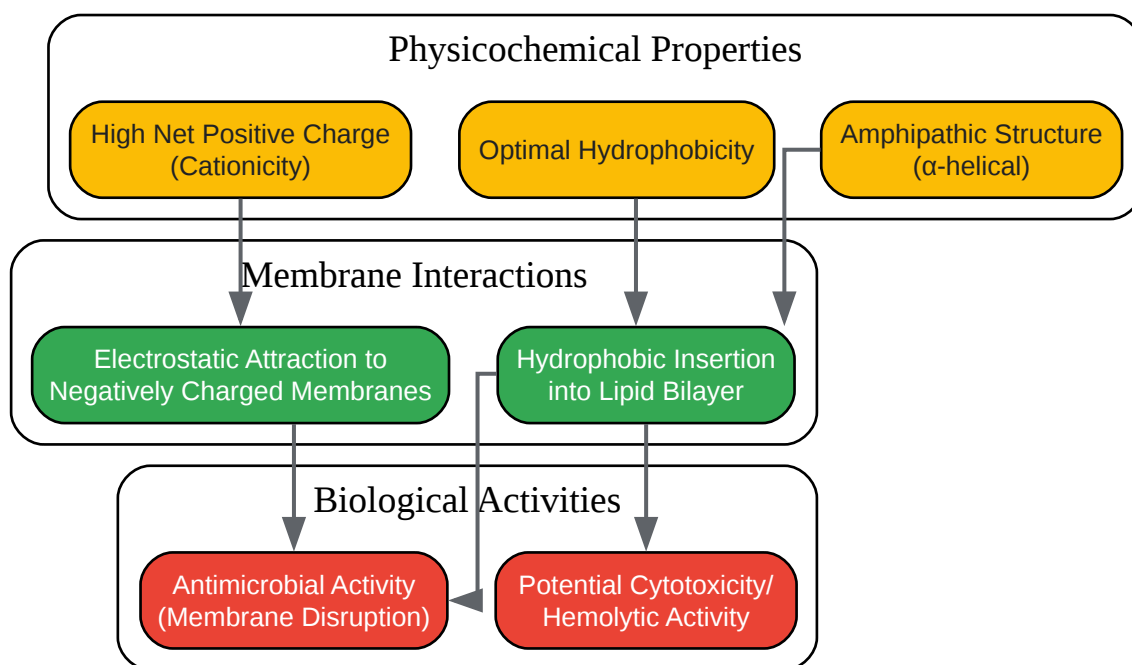 Physicochemical Properties
High Net Positive Charge
(Cationicity)
Optimal Hydrophobicity
Amphipathic Structure
(α-helical)
Membrane Interactions
Electrostatic Attraction to
Negatively Charged Membranes
Hydrophobic Insertion
into Lipid Bilayer
Biological Activities
Antimicrobial Activity
(Membrane Disruption)
Potential Cytotoxicity/
Hemolytic Activity